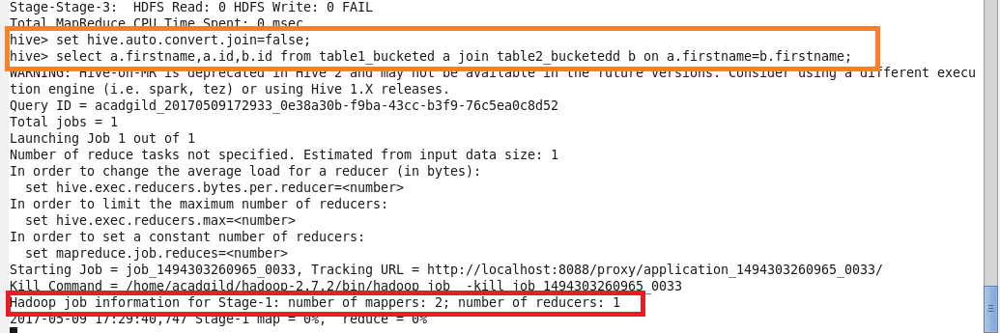 Stage-Stage-3:  HDFS Read: 0 HDFS Write: 0 FAIL
Total MapReduce CPU Time Spent: 0 msec
hive> set hive.auto.convert.join=false;
hive> select a.firstname,a.id,b.id from table1_bucketed a join table2_bucketedd b on a.firstname=b.firstname;
WARNING: Hive-on-MR is deprecated in Hive 2 and may not be available in the future versions. Consider using a different execu
tion engine (i.e. spark, tez) or using Hive 1.X releases.
Query ID = acadgild_20170509172933_0e38a30b-f9ba-43cc-b3f9-76c5ea0c8d52
Total jobs = 1
Launching Job 1 out of 1
Number of reduce tasks not specified. Estimated from input data size: 1
In order to change the average load for a reducer (in bytes):
  set hive.exec.reducers.bytes.per.reducer=<number>
In order to limit the maximum number of reducers:
  set hive.exec.reducers.max=<number>
In order to set a constant number of reducers:
  set mapreduce.job.reduces=<number>
Starting Job = job_1494303260965_0033, Tracking URL = http://localhost:8088/proxy/application_1494303260965_0033/
Kill Command = /home/acadgild/hadoop-2.7.2/bin/hadoop job  -kill job_1494303260965_0033
Hadoop job information for Stage-1: number of mappers: 2; number of reducers: 1
2017-05-09 17:29:40,747 Stage-1 map = 0%,  reduce = 0%